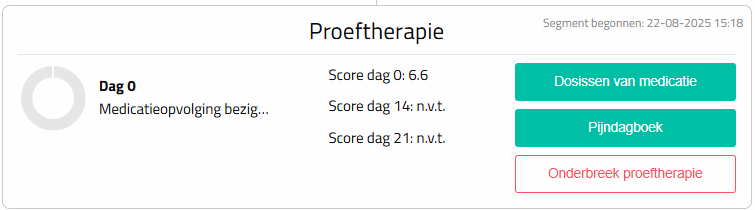 Proeftherapie
Segment begonnen: 22-08-2025 15:18
Dag 0
Medicatieopvolging bezig...
Score dag 0: 6.6
Score dag 14: n.v.t.
Score dag 21: n.v.t.
Dosissen van medicatie
Pijndagboek
Onderbreek proeftherapie